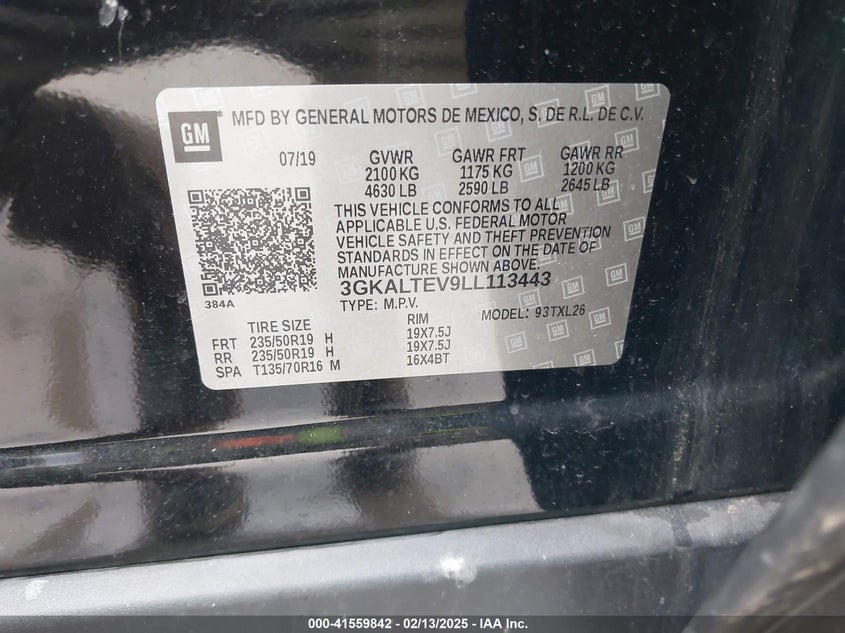 GM
MFD BY GENERAL MOTORS DE MEXICO, S. DE R.L. DE C.V.
07/19 GVWR GAWR FRT GAWR RR
2100 KG 1175 KG 1200 KG
4630 LB 2590 LB 2645 LB
THIS VEHICLE CONFORMS TO ALL
APPLICABLE U.S. FEDERAL MOTOR
VEHICLE SAFETY AND THEFT PREVENTION
STANDARDS IN EFFECT ON THE DATE OF
MANUFACTURE SHOWN ABOVE.
3GKALTEV9LL113443
384A
TYPE: M.P.V. MODEL: 93TXL26
TIRE SIZE RIM
FRT 235/50R19 H 19X7.5J
RR 235/50R19 H 19X7.5J
SPA T135/70R16 M 16X4BT
000-41559842 - 02/13/2025 - IAA Inc.